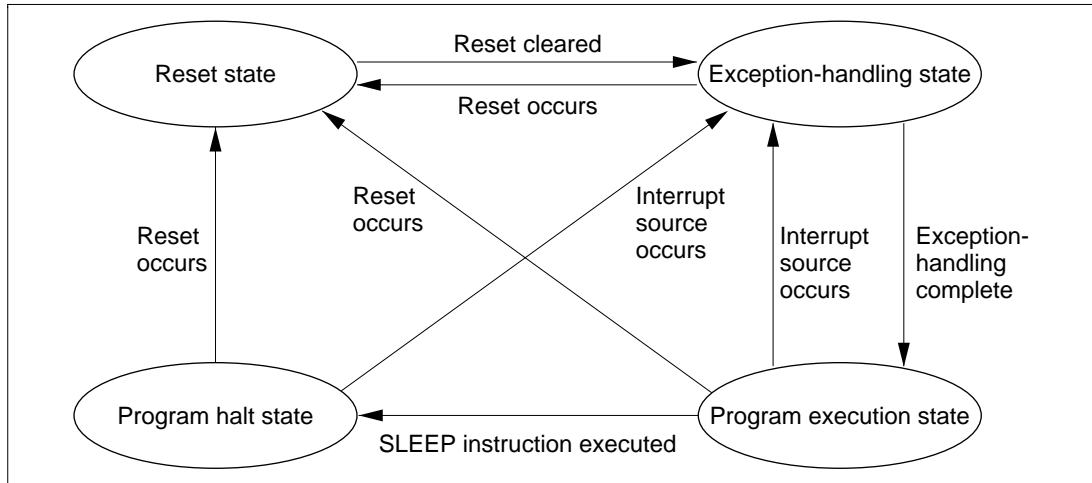 Reset cleared
Reset state
Exception-handling state
Reset occurs
Reset
occurs
Interrupt
source
occurs
Reset
occurs
Interrupt
source
occurs
Exception-
handling
complete
Program halt state
Program execution state
SLEEP instruction executed